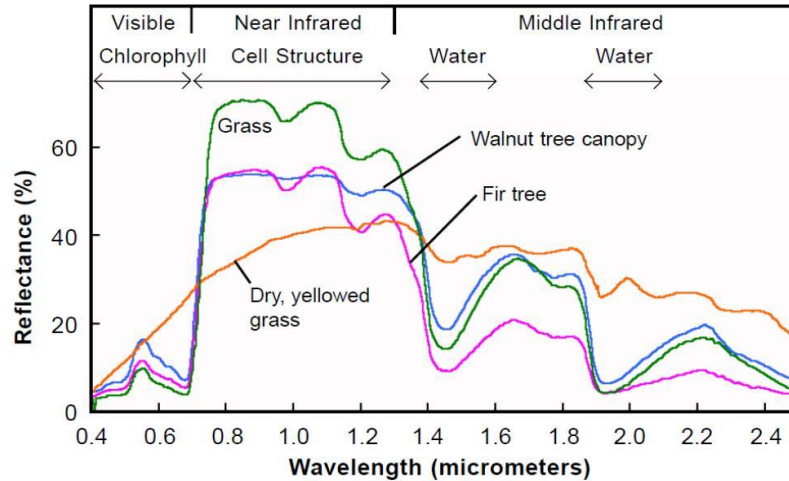 Visible Near Infrared Middle Infrared
Chlorophyll Cell Structure Water Water
Grass
Walnut tree canopy
Fir tree
Dry, yellowed
grass
Reflectance (%)
60
40
20
0
0.4 0.6 0.8 1.0 1.2 1.4 1.6 1.8 2.0 2.2 2.4
Wavelength (micrometers)